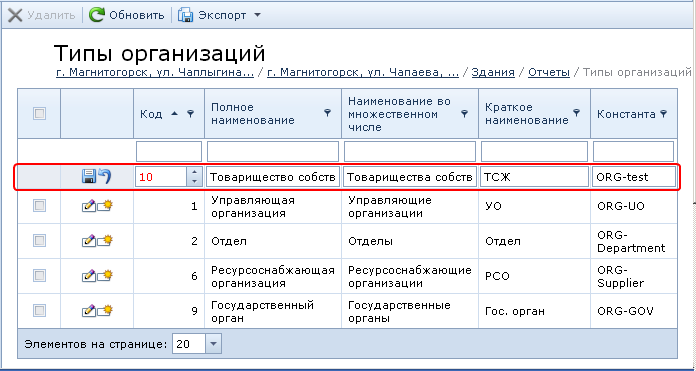 Удалить Обновить Экспорт
Типы организаций
г. Магнитогорск, ул. Чаплыгина... / г. Магнитогорск, ул. Чапаева, ... / Здания / Отчеты / Типы организаций
Код Полное наименование Наименование во множественном числе Краткое наименование Константа
10 Товарищество собств Товарищества собств ТСЖ ORG-test
1 Управляющая организация Управляющие организации УО ORG-UO
2 Отдел Отделы Отдел ORG-Department
6 Ресурсоснабжающая организация Ресурсоснабжающие организации РСО ORG-Supplier
9 Государственный орган Государственные органы Гос. орган ORG-GOV
Элементов на странице: 20